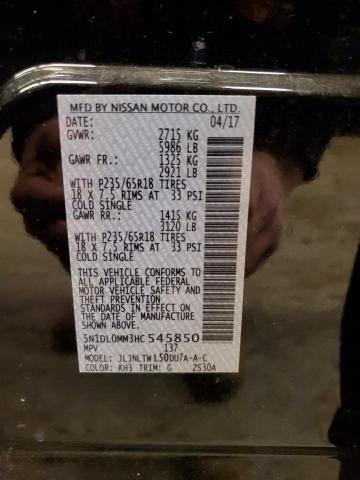 MFD BY NISSAN MOTOR CO., LTD.
DATE: 04/17
GVWR: 2715 KG
5986 LB
GAWR FR: 1325 KG
2921 LB
WITH P235/65R18 TIRES
18 X 7.5 RIMS AT 33 PSI
COLD SINGLE
GAWR RR: 1415 KG
3120 LB
WITH P235/65R18 TIRES
18 X 7.5 RIMS AT 33 PSI
COLD SINGLE
THIS VEHICLE CONFORMS TO
ALL APPLICABLE FEDERAL
MOTOR VEHICLE SAFETY AND
THEFT PREVENTION
STANDARDS IN EFFECT ON
THE DATE OF MANUFACTURE
SHOWN ABOVE.
5N1DL0MM3HC545850
MPV 137
MODEL: JLJNLTWL50DU7A-A-C
COLOR: KH3 TRIM: G ZS30A